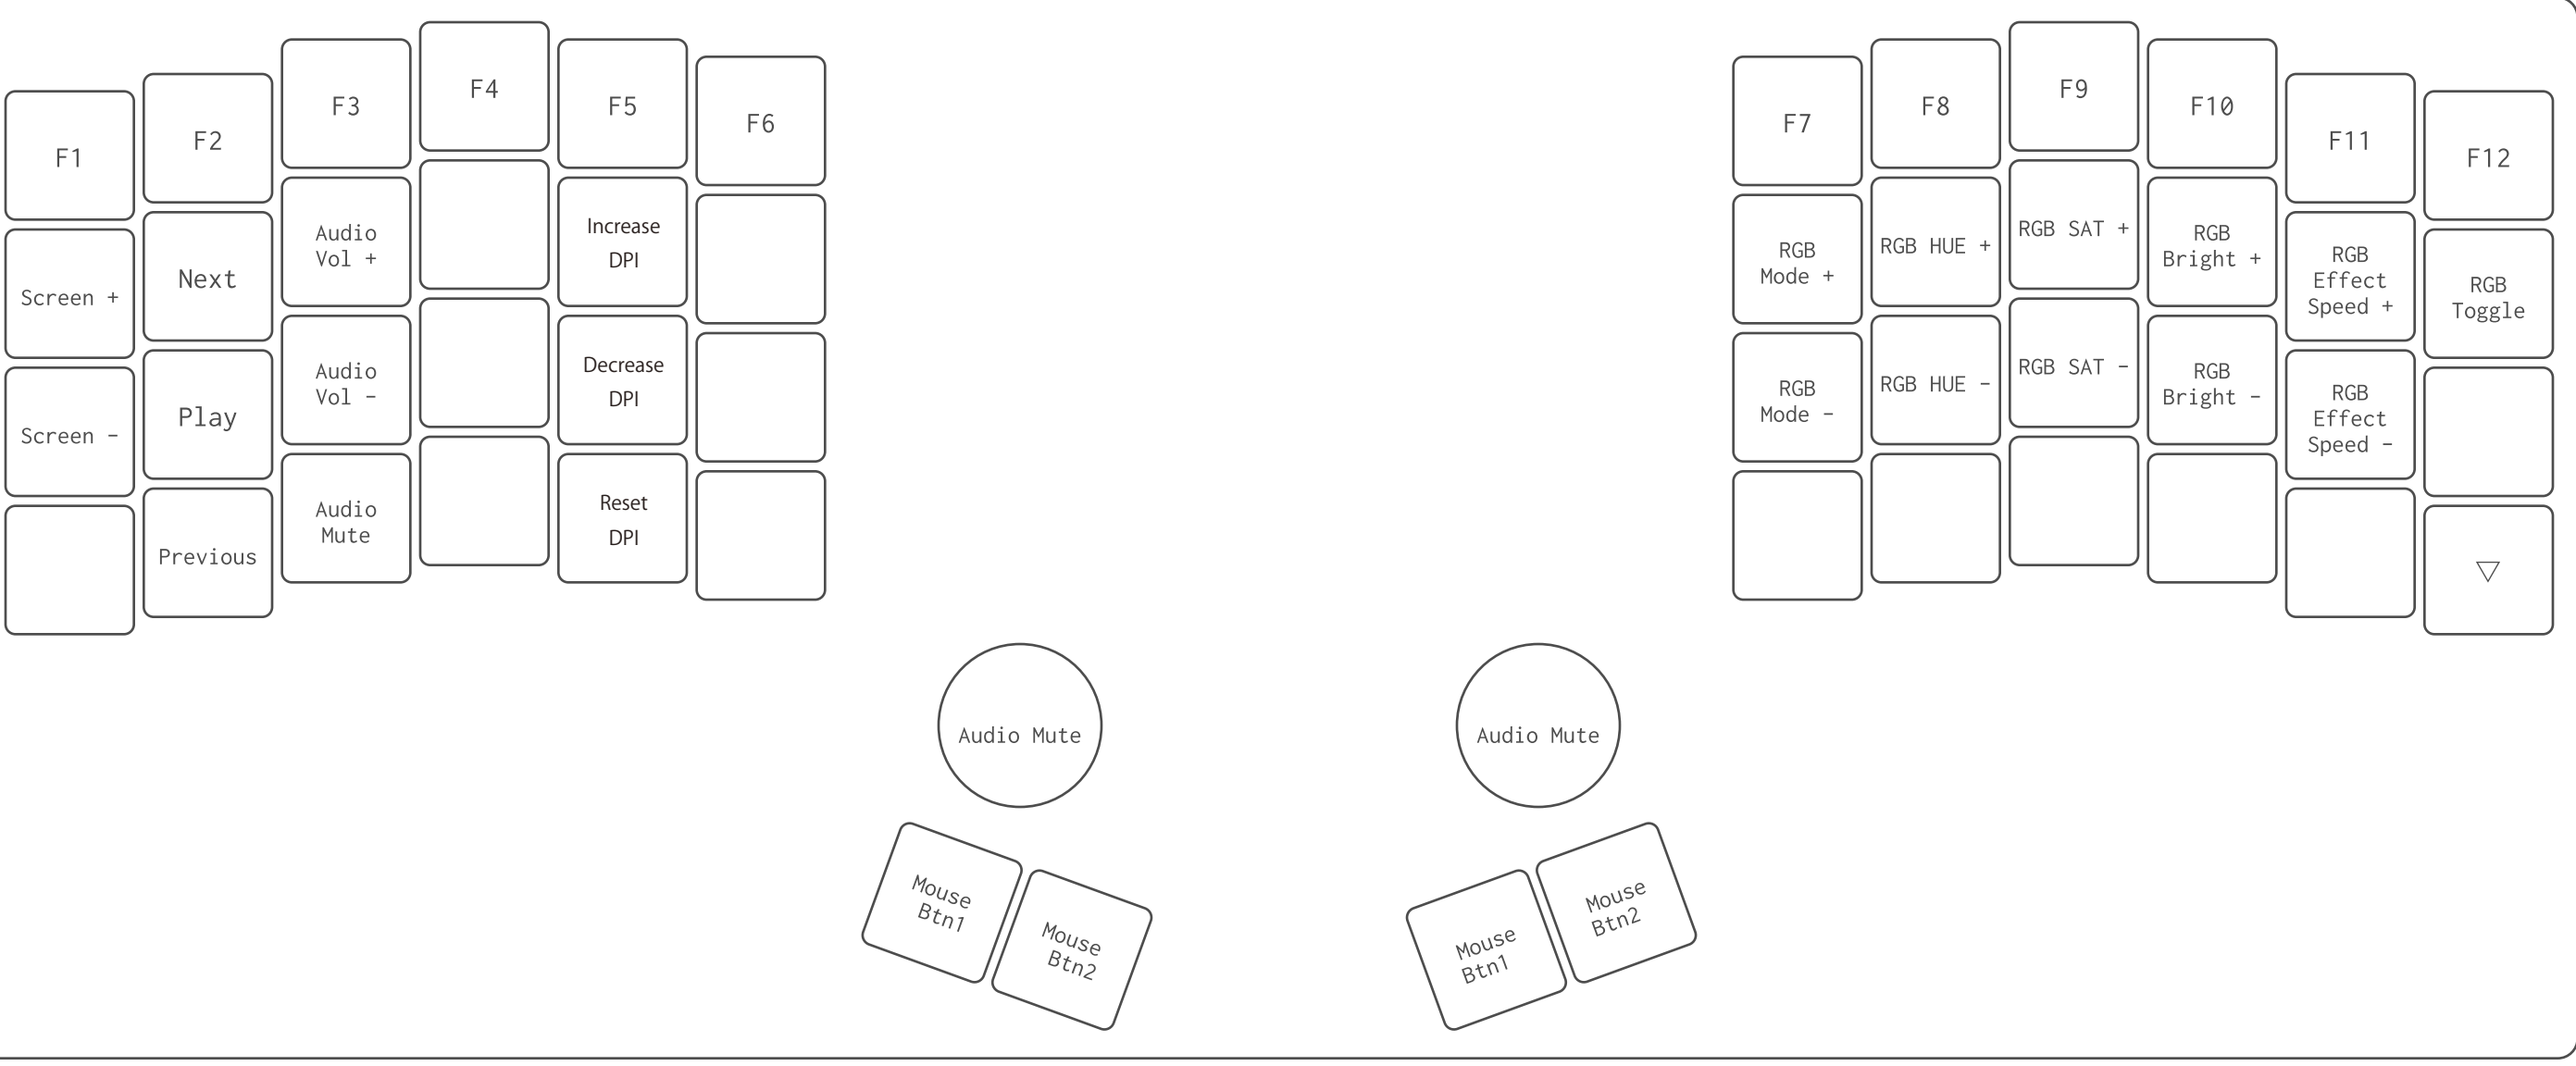 F1
F2
F3
F4
F5
F6
F7
F8
F9
F10
F11
F12
Screen +
Next
Audio
Vol +
Increase
DPI
RGB
Mode +
RGB HUE +
RGB SAT +
RGB
Bright +
RGB
Effect
Speed +
RGB
Toggle
Screen -
Play
Audio
Vol -
Decrease
DPI
RGB
Mode -
RGB HUE -
RGB SAT -
RGB
Bright -
RGB
Effect
Speed -
Previous
Audio
Mute
Reset
DPI
▽
Audio Mute
Audio Mute
Mouse
Btn1
Mouse
Btn2
Mouse
Btn1
Mouse
Btn2